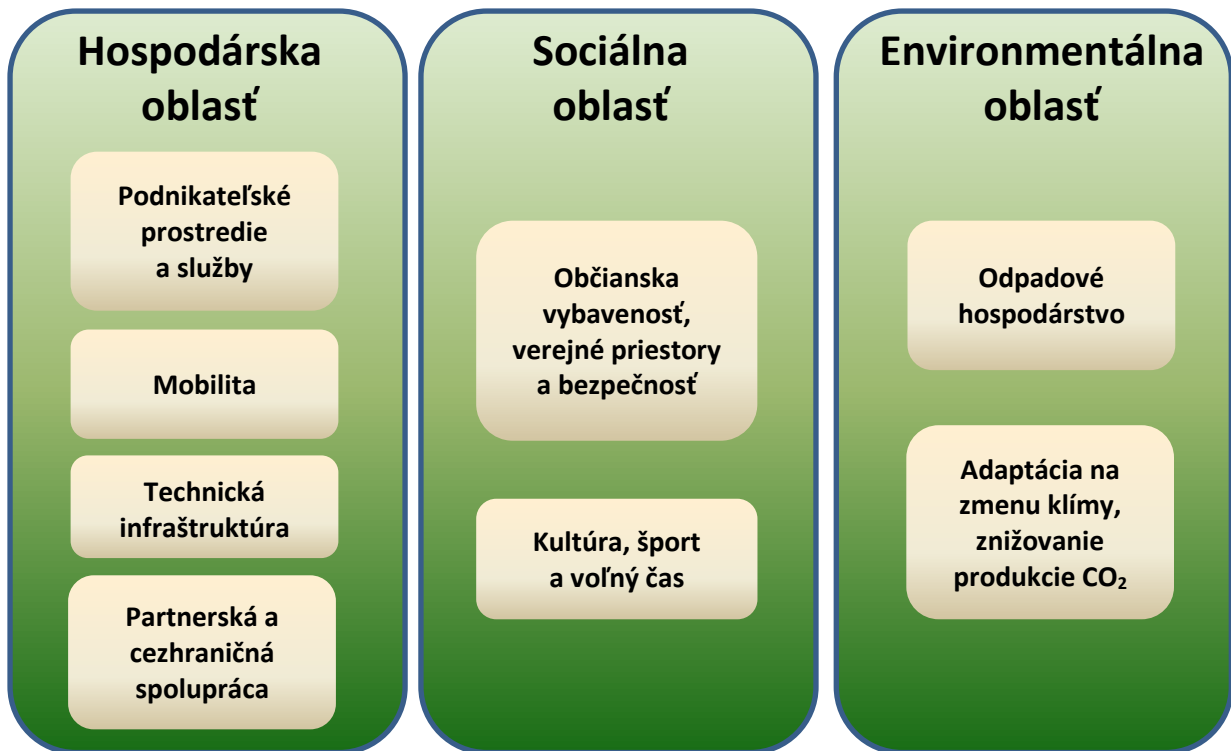 Hospodárska
oblasť
Podnikateľské
prostredie
a služby
Mobilita
Technická
infraštruktúra
Partnerská a
cezhraničná
spolupráca
Sociálna
oblasť
Občianska
vybavenosť,
verejné priestory
a bezpečnosť
Kultúra, šport
a voľný čas
Environmentálna
oblasť
Odpadové
hospodárstvo
Adaptácia na
zmenu klímy,
znižovanie
produkcie CO₂